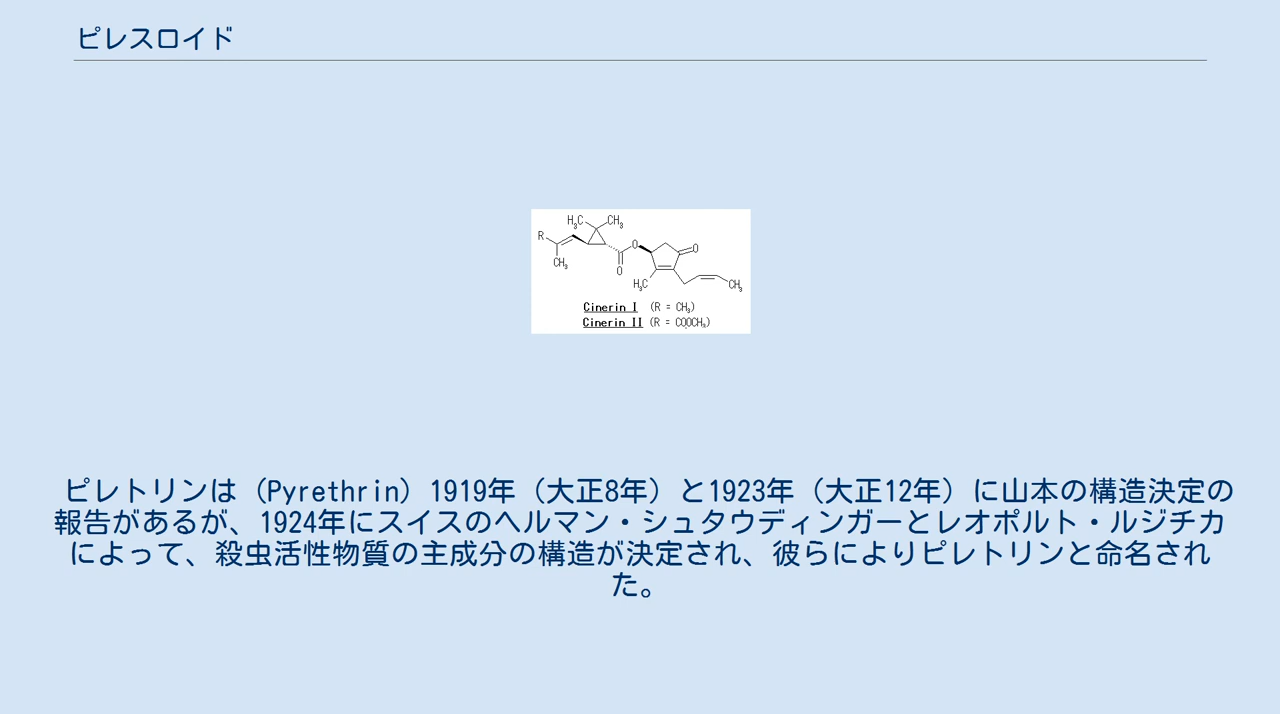 ピレスロイド
H3C CH3
R
O
O
CH3
O
H3C
CH3
Cinerin I (R = CH3)
Cinerin II (R = COOCH3)
ピレトリンは（Pyrethrin）1919年（大正8年）と1923年（大正12年）に山本の構造決定の
報告があるが、1924年にスイスのヘルマン・シュタウディンガーとレオポルト・ルジチカ
によって、殺虫活性物質の主成分の構造が決定され、彼らによりピレトリンと命名され
た。